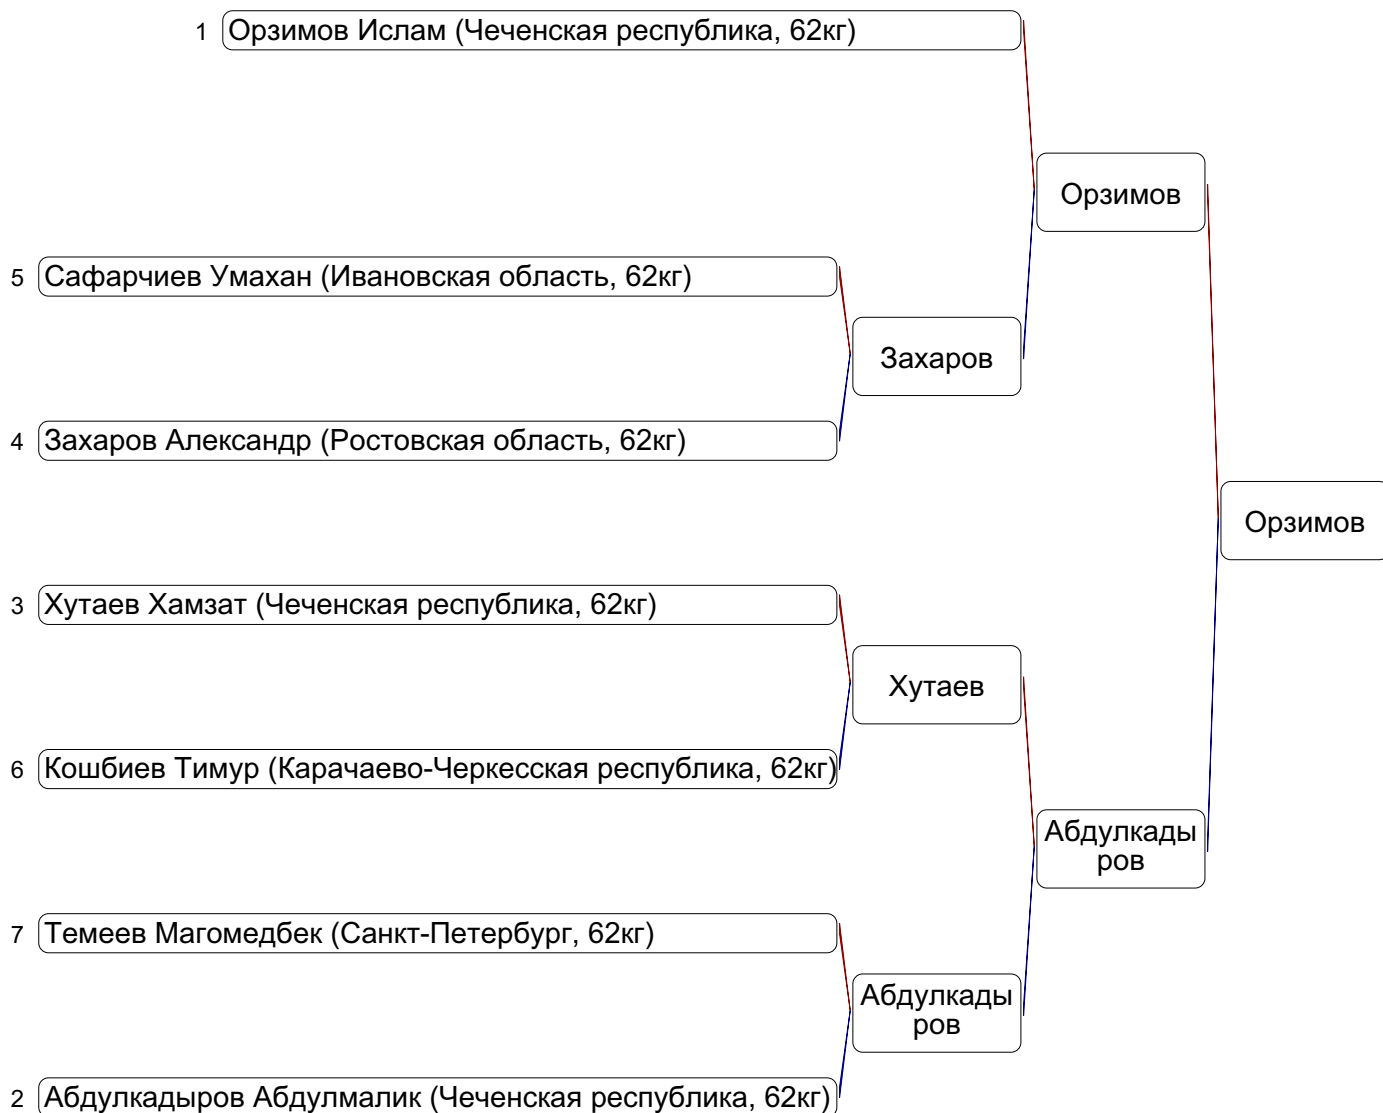 1 Орзимов Ислам (Чеченская республика, 62кг)
Орзимов
5 Сафарчиев Умахан (Ивановская область, 62кг)
Захаров
4 Захаров Александр (Ростовская область, 62кг)
Орзимов
3 Хутаев Хамзат (Чеченская республика, 62кг)
Хутаев
6 Кошбиев Тимур (Карачаево-Черкесская республика, 62кг)
Абдулкады
ров
7 Темеев Магомедбек (Санкт-Петербург, 62кг)
Абдулкады
ров
2 Абдулкадыров Абдулмалик (Чеченская республика, 62кг)